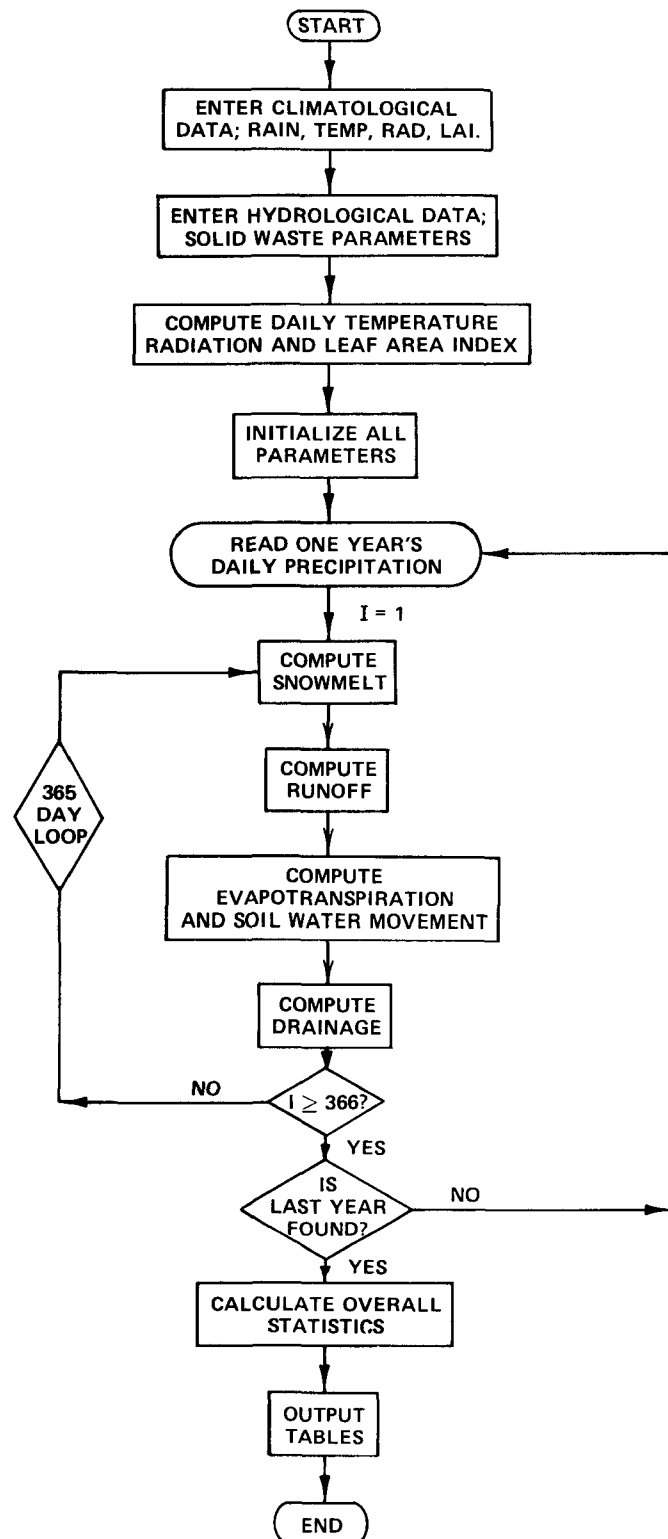 START
ENTER CLIMATOLOGICAL
DATA; RAIN, TEMP, RAD, LAI.
ENTER HYDROLOGICAL DATA;
SOLID WASTE PARAMETERS
COMPUTE DAILY TEMPERATURE
RADIATION AND LEAF AREA INDEX
INITIALIZE ALL
PARAMETERS
READ ONE YEAR'S
DAILY PRECIPITATION
I = 1
COMPUTE
SNOWMELT
365
DAY
LOOP
COMPUTE
RUNOFF
COMPUTE
EVAPOTRANSPIRATION
AND SOIL WATER MOVEMENT
COMPUTE
DRAINAGE
NO
I ≥ 366?
YES
IS
LAST YEAR
FOUND?
NO
YES
CALCULATE OVERALL
STATISTICS
OUTPUT
TABLES
END